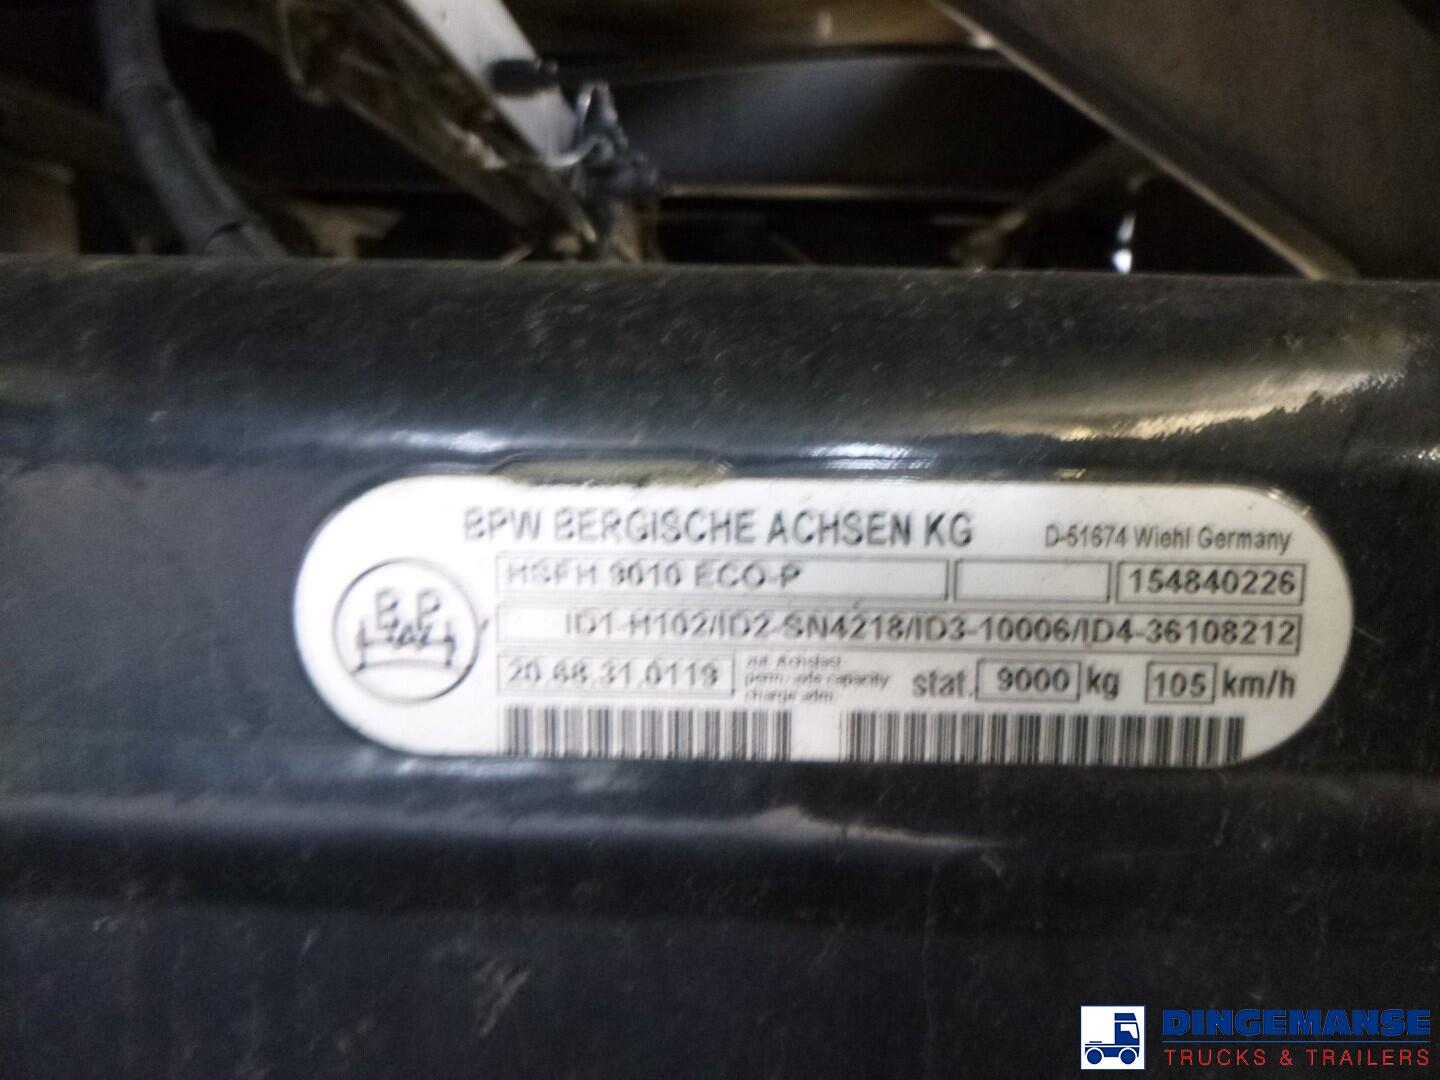 BPW BERGISCHE ACHSEN KG D-51674 Wiehl Germany
HSFH 9010 ECO-P 154840226
ID1-H102/ID2-SN4218/ID3-10006/ID4-36108212
20.68.31.0119 zul. Achslast stat. 9000 kg 105 km/h
perm. axle capacity
charge adm.
DINGEMANSE
TRUCKS & TRAILERS